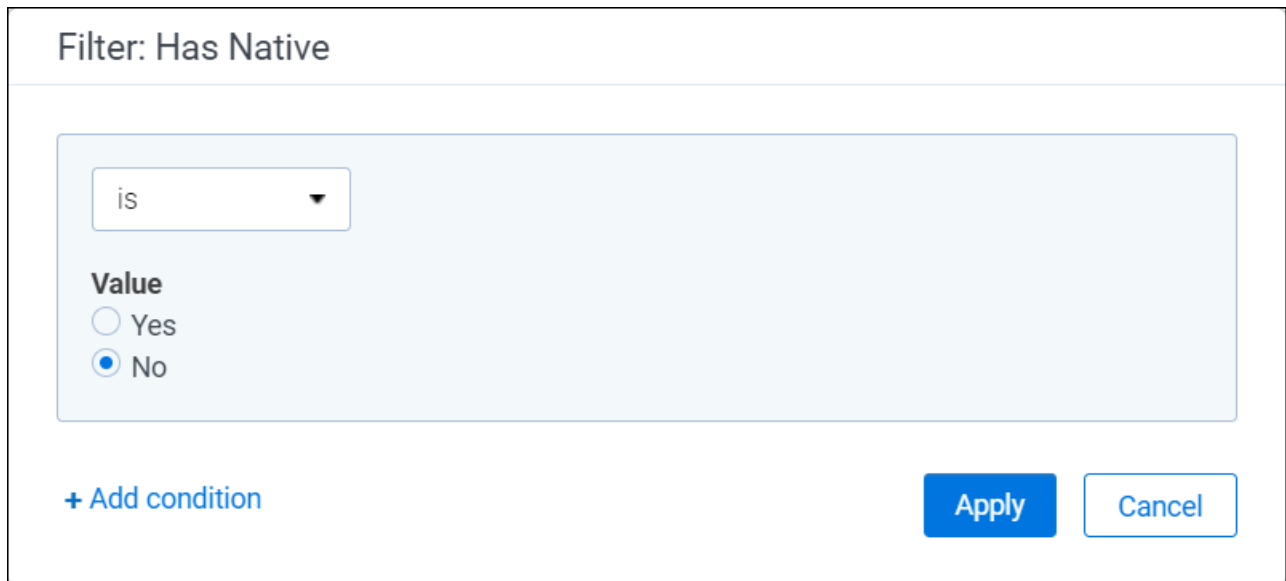 Filter: Has Native
is
Value
Yes
No
+ Add condition
Apply
Cancel